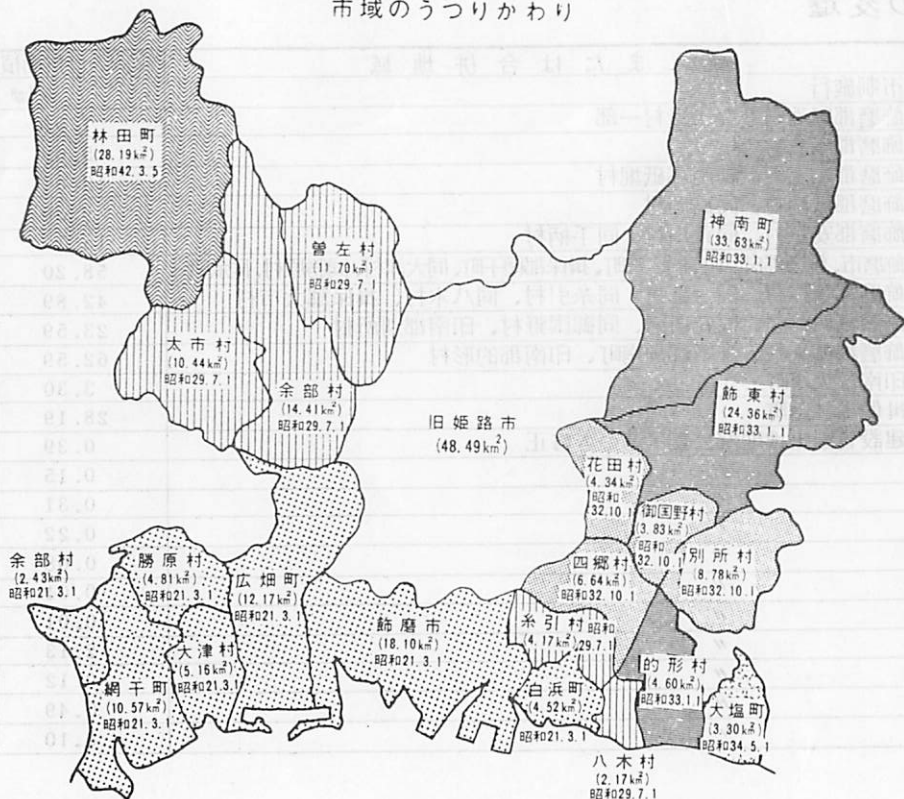 市域のうつりかわり
林田町
(28.19km²)
昭和42.3.5
神南町
(33.63km²)
昭和33.1.1
曽左村
(11.70km²)
昭和29.7.1
太市村
(10.44km²)
昭和29.7.1
余部村
(14.41km²)
昭和29.7.1
飾東村
(24.36km²)
昭和33.1.1
旧姫路市
(48.49km²)
花田村
(4.34km²)
昭和
32.10.1
御国野村
(3.83km²)
昭和
32.10.1
別所村
(8.78km²)
昭和32.10.1
四郷村
(6.64km²)
昭和32.10.1
余部村
(2.43km²)
昭和21.3.1
勝原村
(4.81km²)
昭和21.3.1
広畑町
(12.17km²)
昭和21.3.1
飾磨市
(18.10km²)
昭和21.3.1
糸引村
(4.17km²)
昭和
29.7.1
大津村
(5.16km²)
昭和21.3.1
網干町
(10.57km²)
昭和21.3.1
白浜町
(4.52km²)
昭和21.3.1
的形村
(4.60km²)
昭和33.1.1
大塩町
(3.30km²)
昭和34.5.1
八木村
(2.17km²)
昭和29.7.1